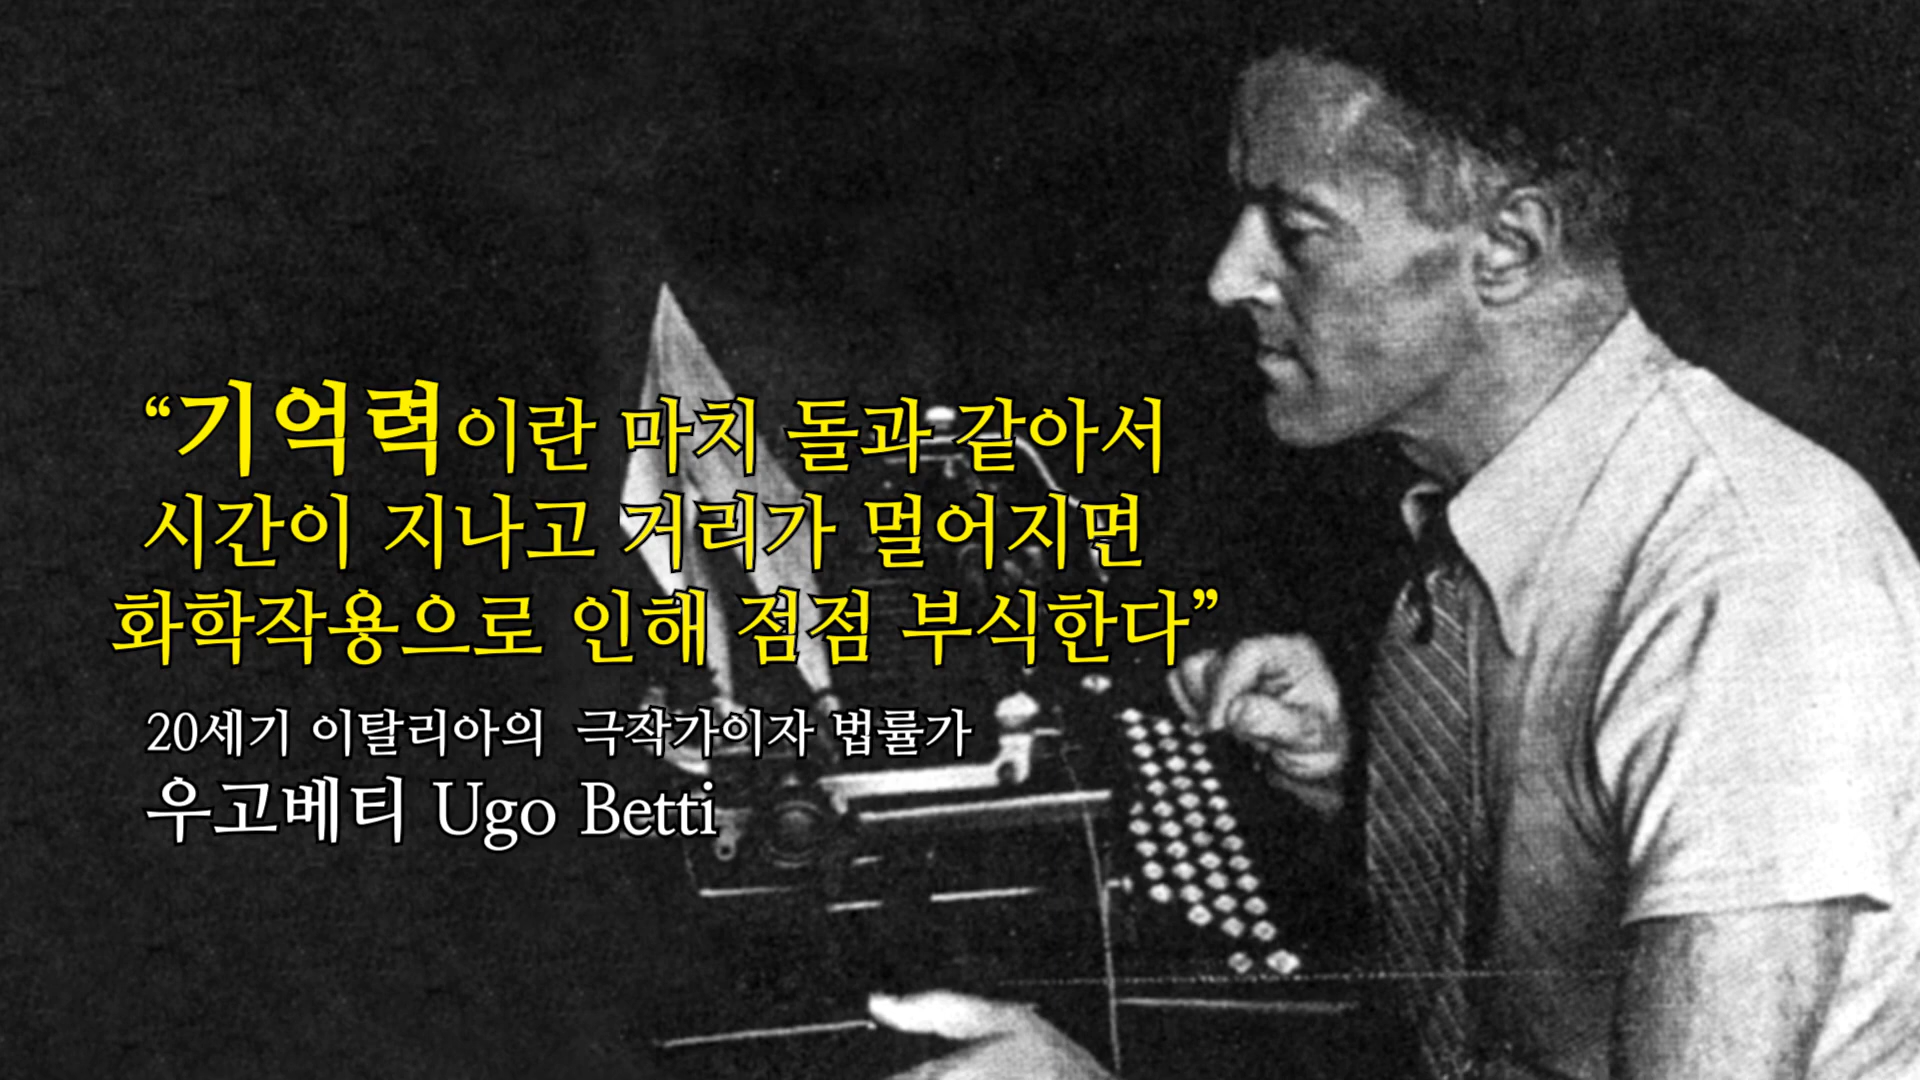 “기억력이란 마치 돌과 같아서
시간이 지나고 거리가 멀어지면
화학작용으로 인해 점점 부식한다”
20세기 이탈리아의 극작가이자 법률가
우고베티 Ugo Betti